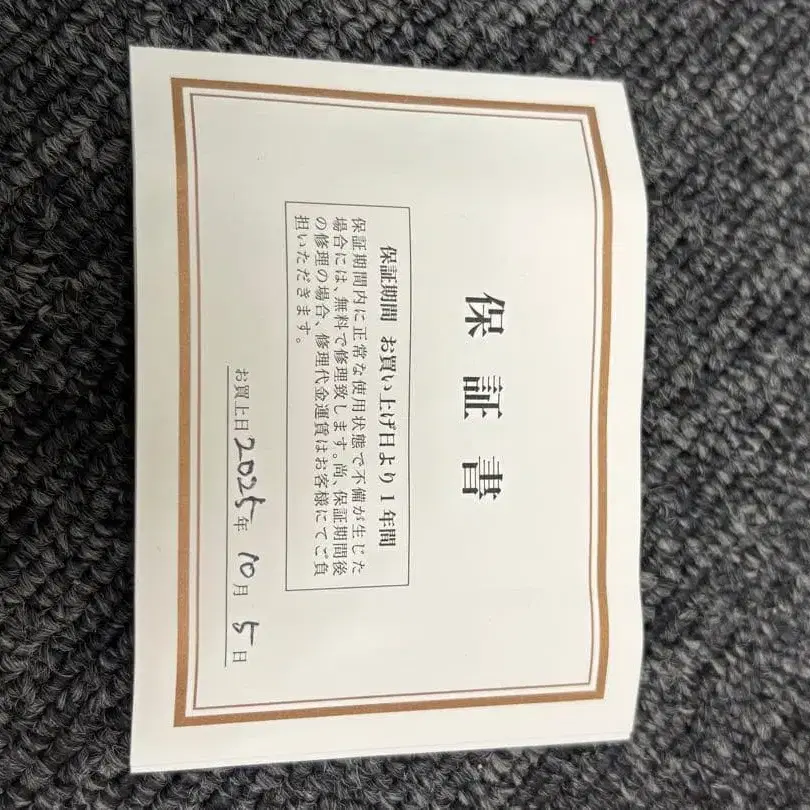 保証書
保証期間 お買い上げ日より1年間
保証期間内に正常な使用状態で不備が生じた
場合には、無料で修理致します。尚、保証期間後
の修理の場合、修理代金運賃はお客様にてご負
担いただきます。
お買上日2025年10月5日